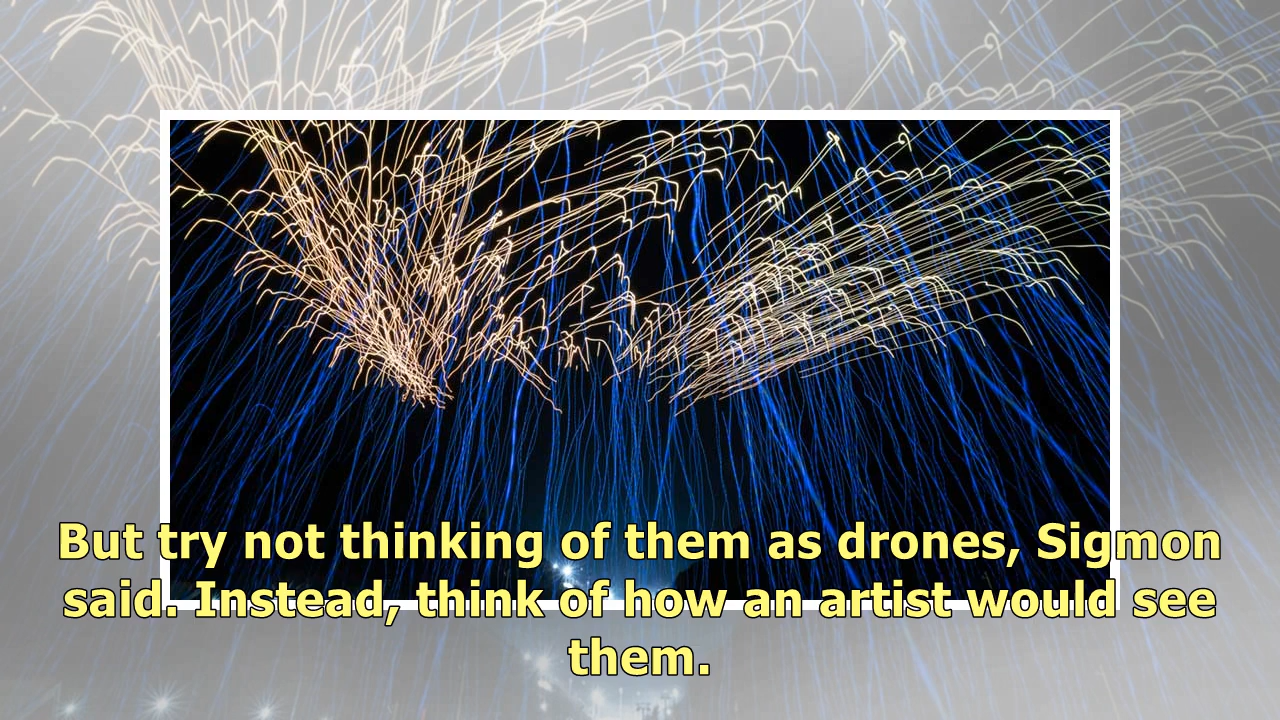 But try not thinking of them as drones, Sigmon
said. Instead, think of how an artist would see
them.